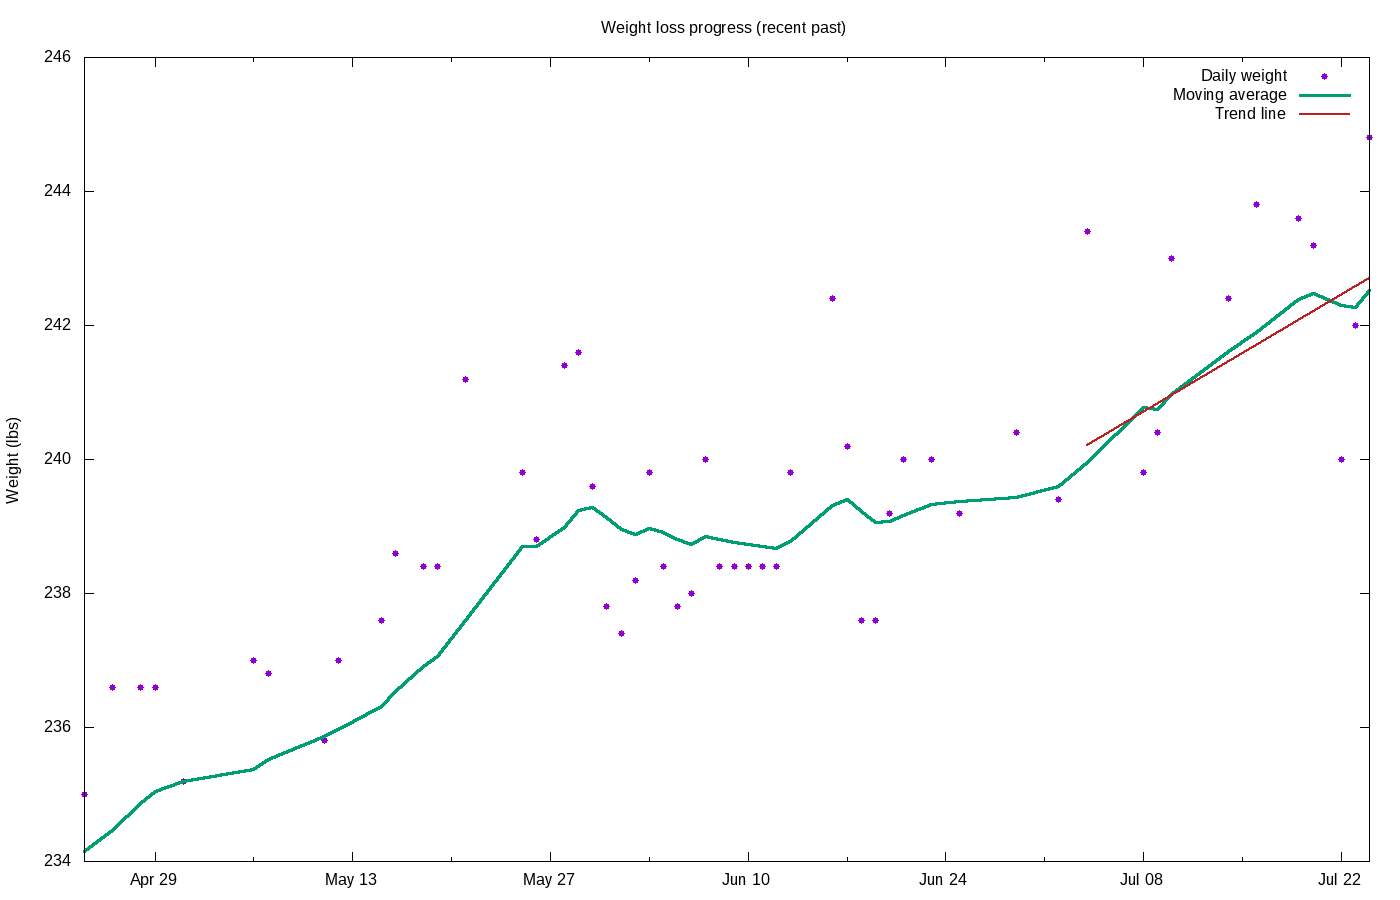 Weight loss progress (recent past)
246
244
242
240
238
236
234
Weight (lbs)
Daily weight
Moving average
Trend line
Apr 29
May 13
May 27
Jun 10
Jun 24
Jul 08
Jul 22